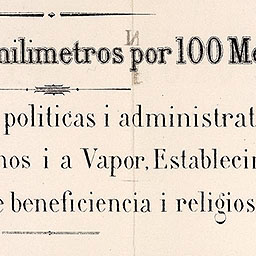 milimetros por 100 Me
politicas i administrat
nos i a Vapor, Establecim
e beneficiencia i religios